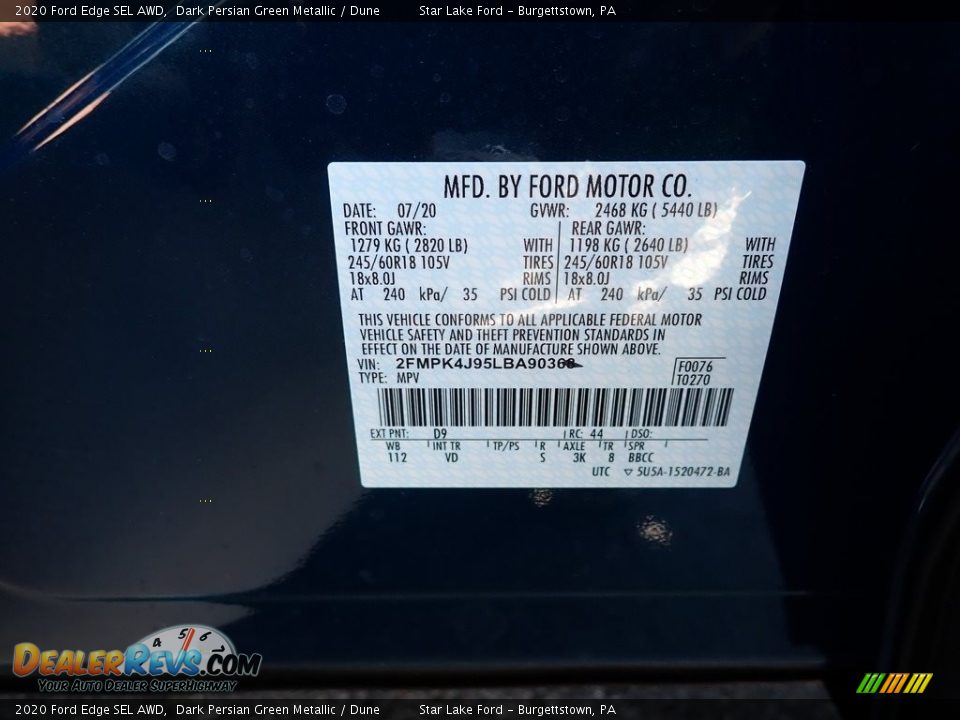 2020 Ford Edge SEL AWD, Dark Persian Green Metallic / Dune Star Lake Ford - Burgettstown, PA
MFD. BY FORD MOTOR CO.
DATE: 07/20 GVWR: 2468 KG ( 5440 LB)
FRONT GAWR: REAR GAWR:
1279 KG ( 2820 LB) WITH 1198 KG ( 2640 LB) WITH
245/60R18 105V TIRES 245/60R18 105V TIRES
18x8.0J RIMS 18x8.0J RIMS
AT 240 kPa/ 35 PSI COLD AT 240 kPa/ 35 PSI COLD
THIS VEHICLE CONFORMS TO ALL APPLICABLE FEDERAL MOTOR
VEHICLE SAFETY AND THEFT PREVENTION STANDARDS IN
EFFECT ON THE DATE OF MANUFACTURE SHOWN ABOVE.
VIN: F0076
TYPE: MPV T0270
EXT PNT: D9 RC: 44 DSO:
WB INT TR TP/PS R AXLE TR SPR
112 VD S 3K 8 BBCC
UTC ▽ 5U5A-1520472-BA
4 5 6
DealerRevs.com
Your Auto Dealer SuperHighway
2020 Ford Edge SEL AWD, Dark Persian Green Metallic / Dune Star Lake Ford - Burgettstown, PA